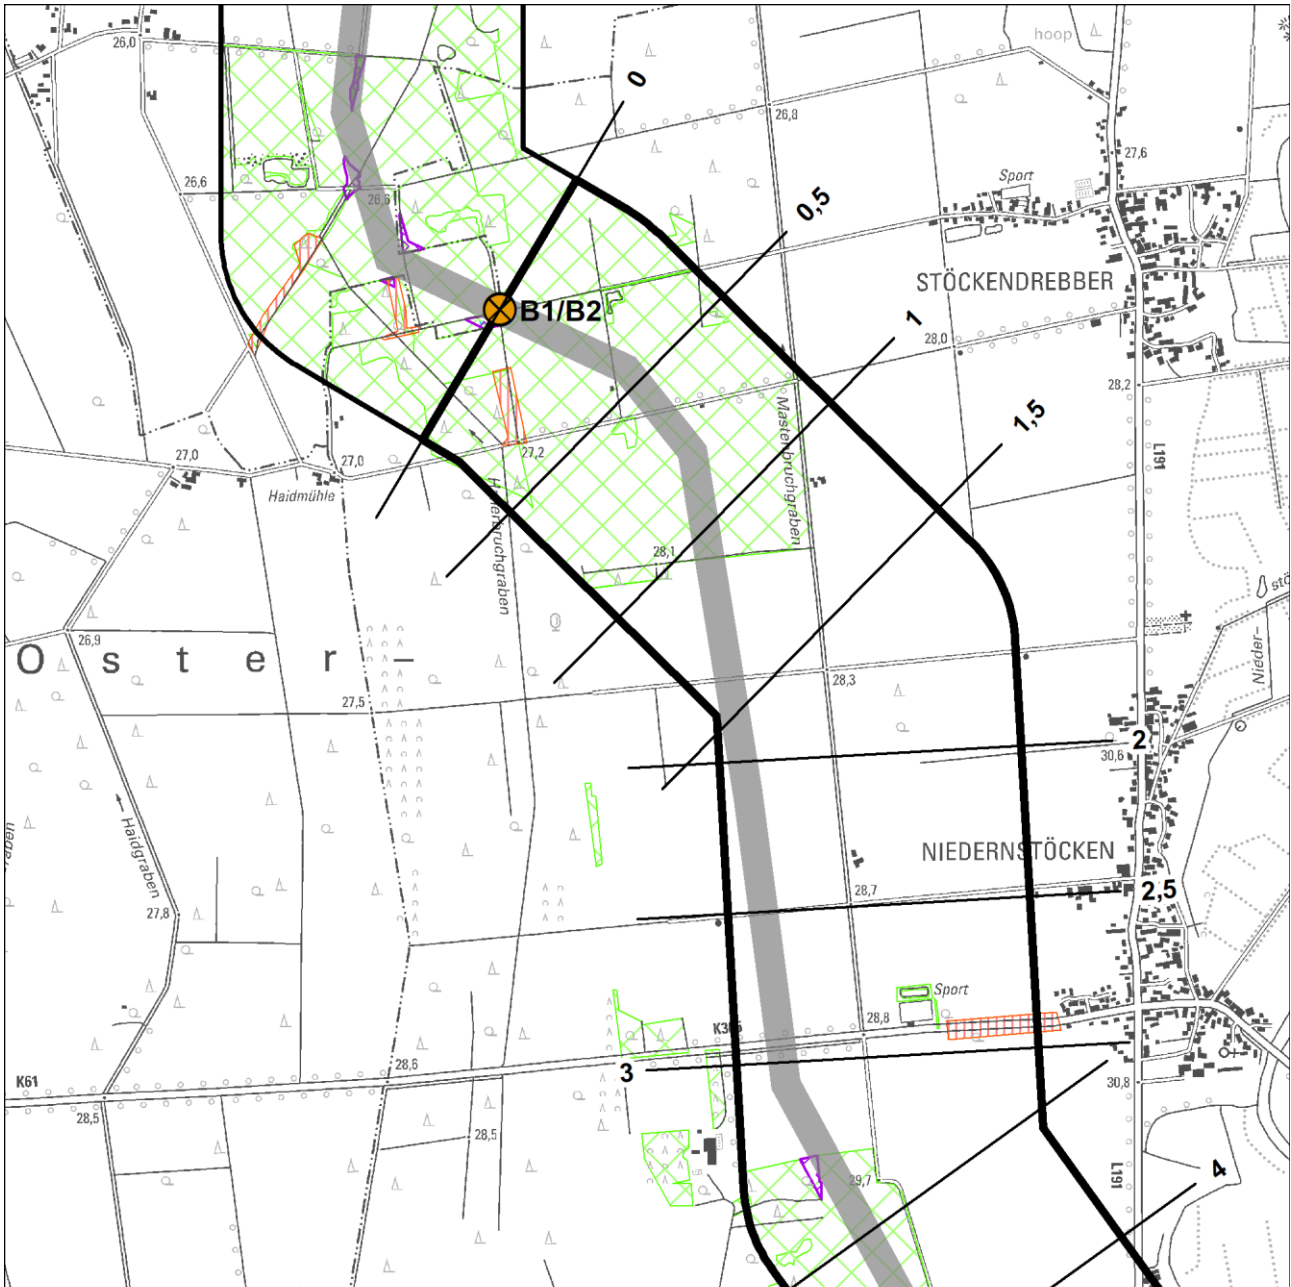 hoop
26,0
0
26,8
27,6
Sport
26,6
26,6
0,5
STÖCKENDREBBER
B1/B2
1
28,0
28,2
1,5
Mastenbruchgraben
L191
27,0
27,0
27,2
Haidmühle
28,1
26,9
Nieder-
O s t e r –
28,3
27,5
2
30,6
Haidgraben
NIEDERNSTÖCKEN
28,7
2,5
27,8
Sport
28,8
28,6
3
K61
28,5
30,8
28,5
29,7
L191
4